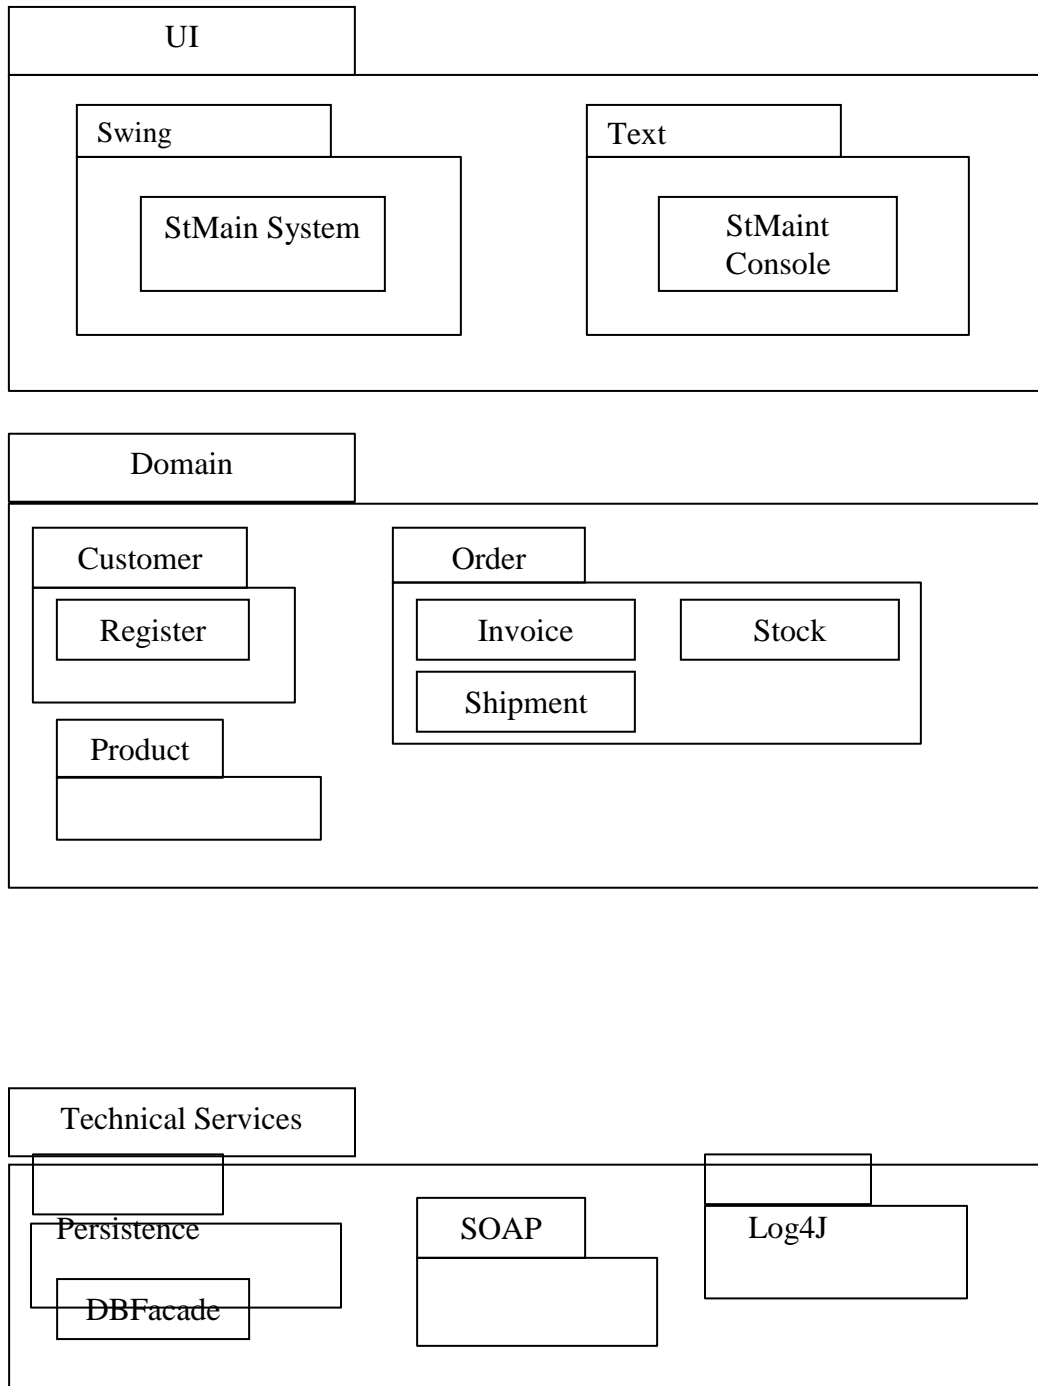 UI
Swing
Text
StMain System
StMaint
Console
Domain
Customer
Order
Register
Invoice
Stock
Shipment
Product
Technical Services
Persistence
SOAP
Log4J
DBFacade